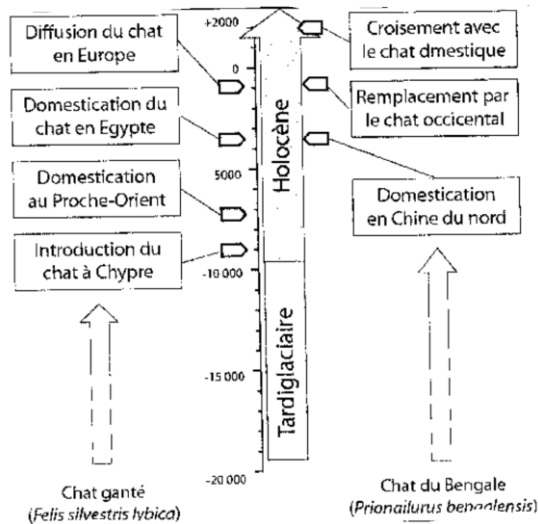 Diffusion du chat
en Europe
Domestication du
chat en Egypte
Domestication
au Proche-Orient
Introduction du
chat à Chypre
Chat ganté
(Felis silvestris lybica)
+2000
0
5000
-10 000
-15 000
-20 000
Holocène
Tardiglaciaire
Croisement avec
le chat dmestique
Remplacement par
le chat occicental
Domestication
en Chine du nord
Chat du Bengale
(Prionailurus bengalensis)